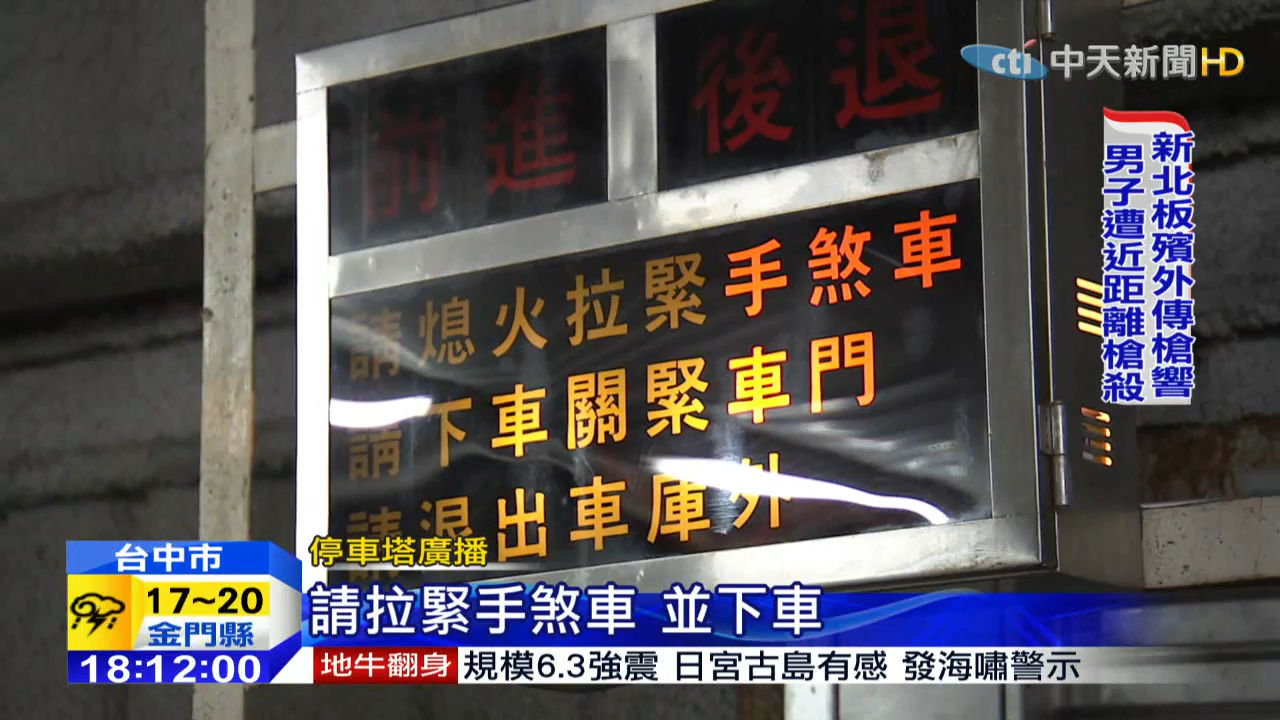 前進
後退
請熄火拉緊手煞車
請下車關緊車門
請退出車庫外
cti 中天新聞HD
新北板殯外傳槍響
男子遭近距離槍殺
停車塔廣播
請拉緊手煞車 並下車
台中市
17~20
金門縣
18:12:00
地牛翻身 規模6.3強震 日宮古島有感 發海嘯警示